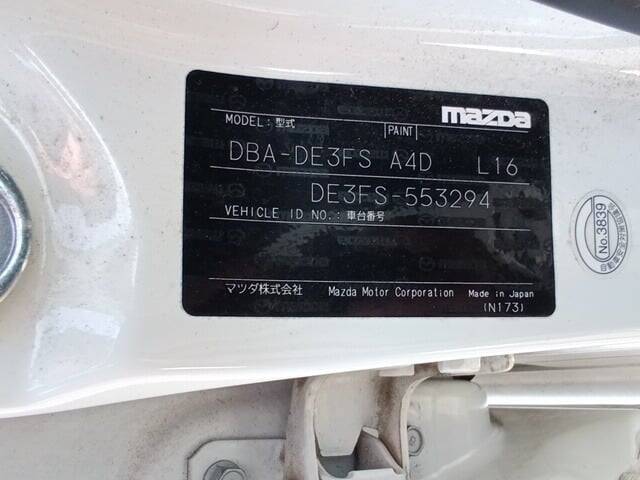 mazda
MODEL: 型式 PAINT
DBA-DE3FS A4D L16
DE3FS-553294
VEHICLE ID NO.: 車台番号
マツダ株式会社 Mazda Motor Corporation Made in Japan
(N173)
No.3839